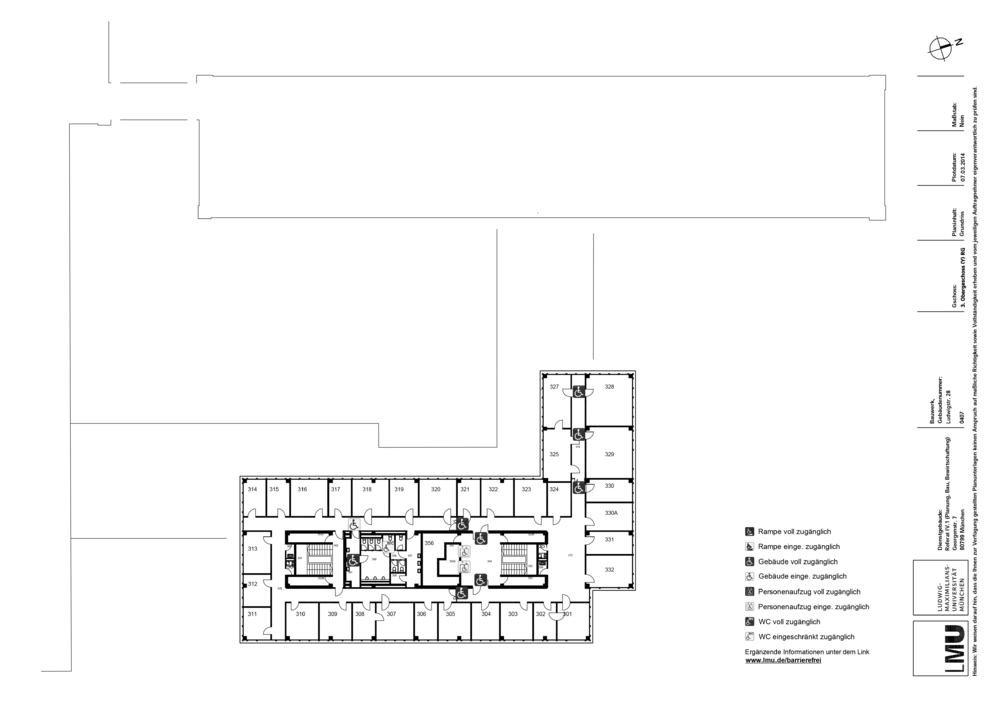 N
Maßstab:
Nein
Plotdatum:
07.03.2014
Planinhalt:
Grundriss
Gschoss:
3. Obergeschoss (Y) RG
Bauwerk,
Gebäudenummer:
Ludwigstr. 28
0407
Dienstgebäude:
Referat IV.1 (Planung, Bau, Bewirtschaftung)
Georgenstr. 7
80799 München
LUDWIG-
MAXIMILIANS-
UNIVERSITÄT
MÜNCHEN
LMU
Hinweis: Wir weisen darauf hin, dass die Ihnen zur Verfügung gestellten Planunterlagen keinen Anspruch auf maßliche Richtigkeit sowie Vollständigkeit erheben und vom jeweiligen Auftragnehmer eigenverantwortlich zu prüfen sind.
327
328
325
329
330
314
315
316
317
318
319
320
321
322
323
324
330A
313
356
331
332
312
311
310
309
308
307
306
305
304
303
302
301
Rampe voll zugänglich
Rampe einge. zugänglich
Gebäude voll zugänglich
Gebäude einge. zugänglich
Personenaufzug voll zugänglich
Personenaufzug einge. zugänglich
WC voll zugänglich
WC eingeschränkt zugänglich
Ergänzende Informationen unter dem Link
www.lmu.de/barrierefrei